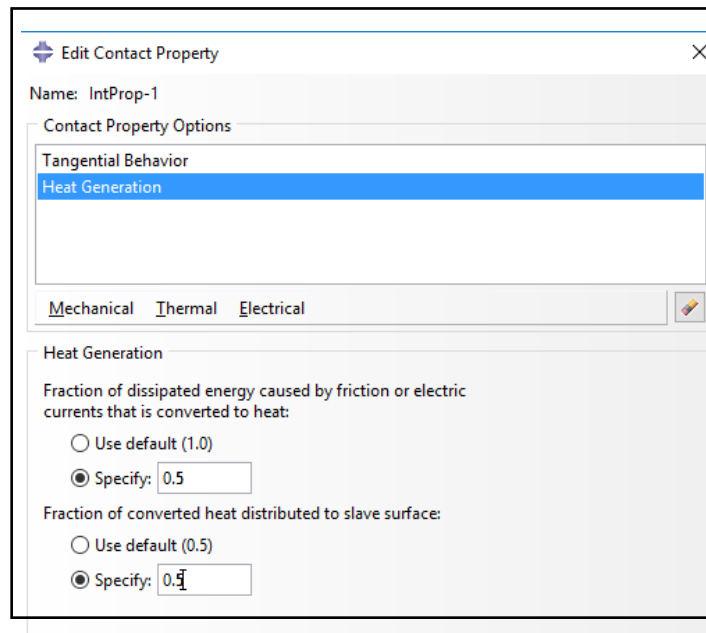 Edit Contact Property
Name: IntProp-1
Contact Property Options
Tangential Behavior
Heat Generation
Mechanical Thermal Electrical
Heat Generation
Fraction of dissipated energy caused by friction or electric
currents that is converted to heat:
Use default (1.0)
Specify: 0.5
Fraction of converted heat distributed to slave surface:
Use default (0.5)
Specify: 0.5